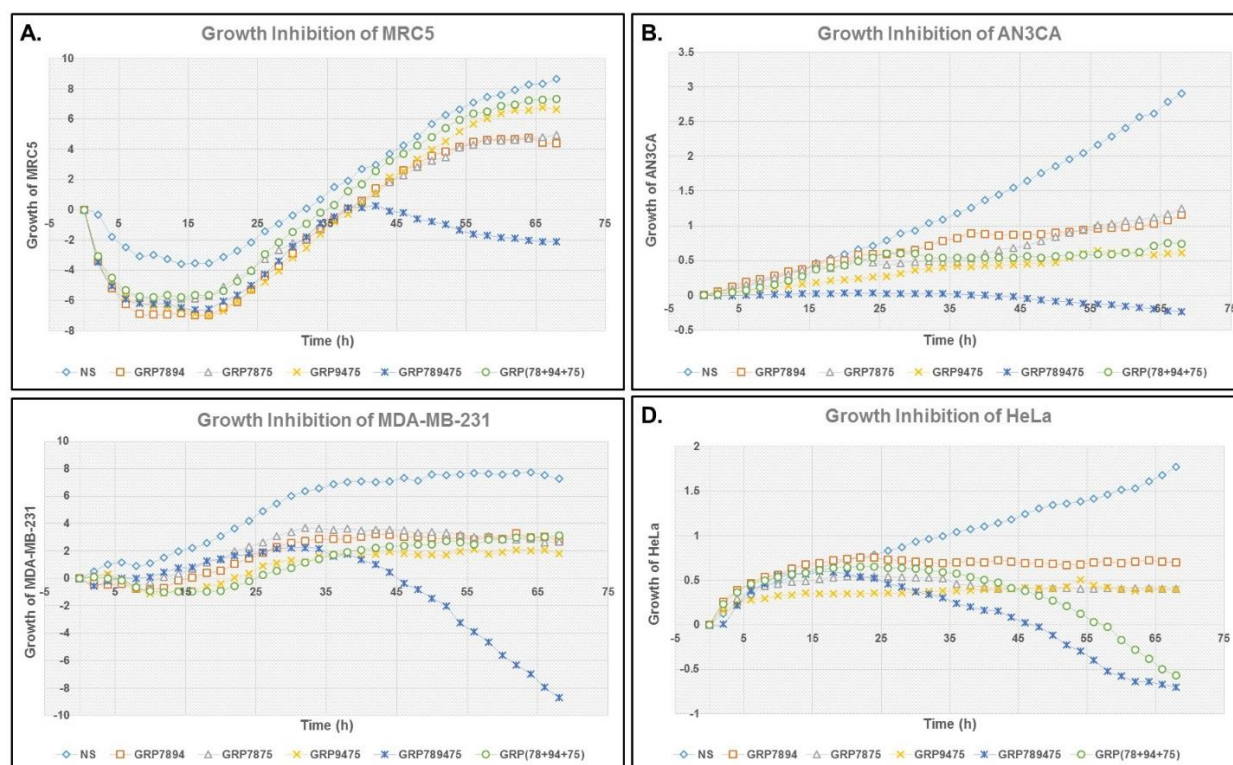 A.
Growth Inhibition of MRC5
Growth of MRC5
10
8
6
4
2
0
-2
-4
-6
-8
-5 5 15 25 35 45 55 65 75
Time (h)
NS GRP7894 GRP7875 GRP9475 GRP789475 GRP(78+94+75)
B.
Growth Inhibition of AN3CA
Growth of AN3CA
3.5
3
2.5
2
1.5
1
0.5
0
-0.5
-5 5 15 25 35 45 55 65 75
Time (h)
NS GRP7894 GRP7875 GRP9475 GRP789475 GRP(78+94+75)
Growth Inhibition of MDA-MB-231
Growth of MDA-MB-231
10
8
6
4
2
0
-2
-4
-6
-8
-10
-5 5 15 25 35 45 55 65 75
Time (h)
NS GRP7894 GRP7875 GRP9475 GRP789475 GRP(78+94+75)
D.
Growth Inhibition of HeLa
Growth of HeLa
2
1.5
1
0.5
0
-0.5
-1
-5 5 15 25 35 45 55 65 75
Time (h)
NS GRP7894 GRP7875 GRP9475 GRP789475 GRP(78+94+75)